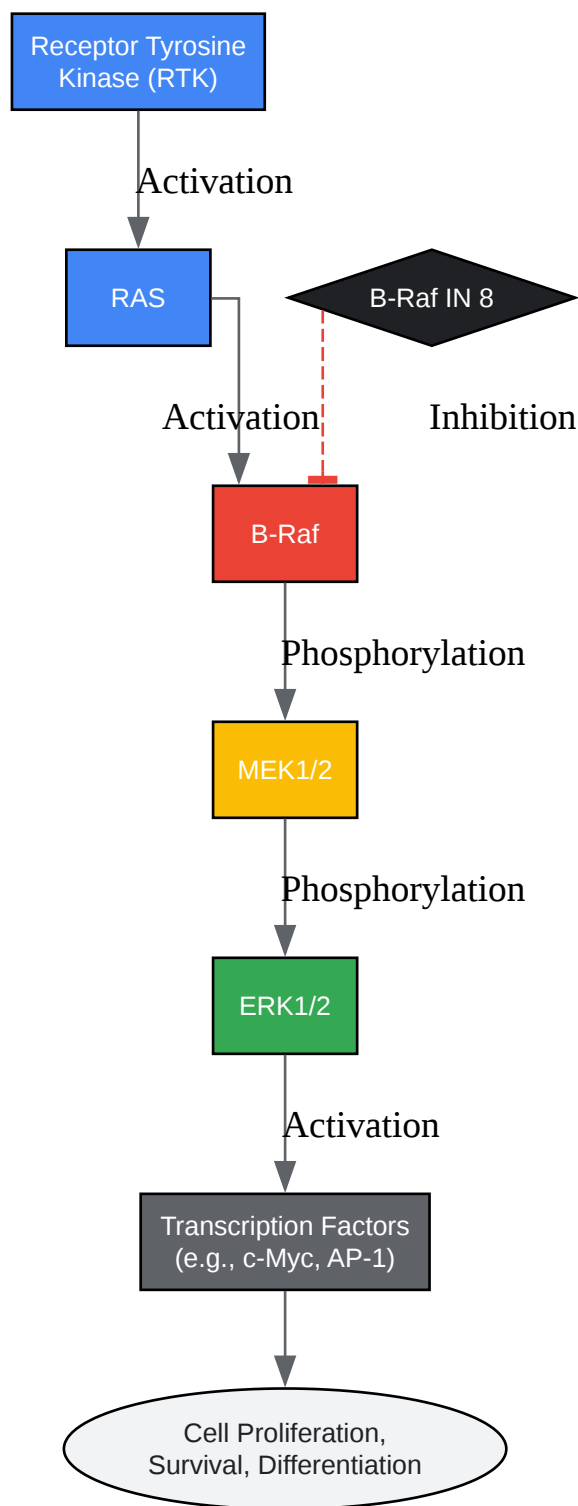 Receptor Tyrosine
Kinase (RTK)
Activation
RAS
B-Raf IN 8
Activation
Inhibition
B-Raf
Phosphorylation
MEK1/2
Phosphorylation
ERK1/2
Activation
Transcription Factors
(e.g., c-Myc, AP-1)
Cell Proliferation,
Survival, Differentiation